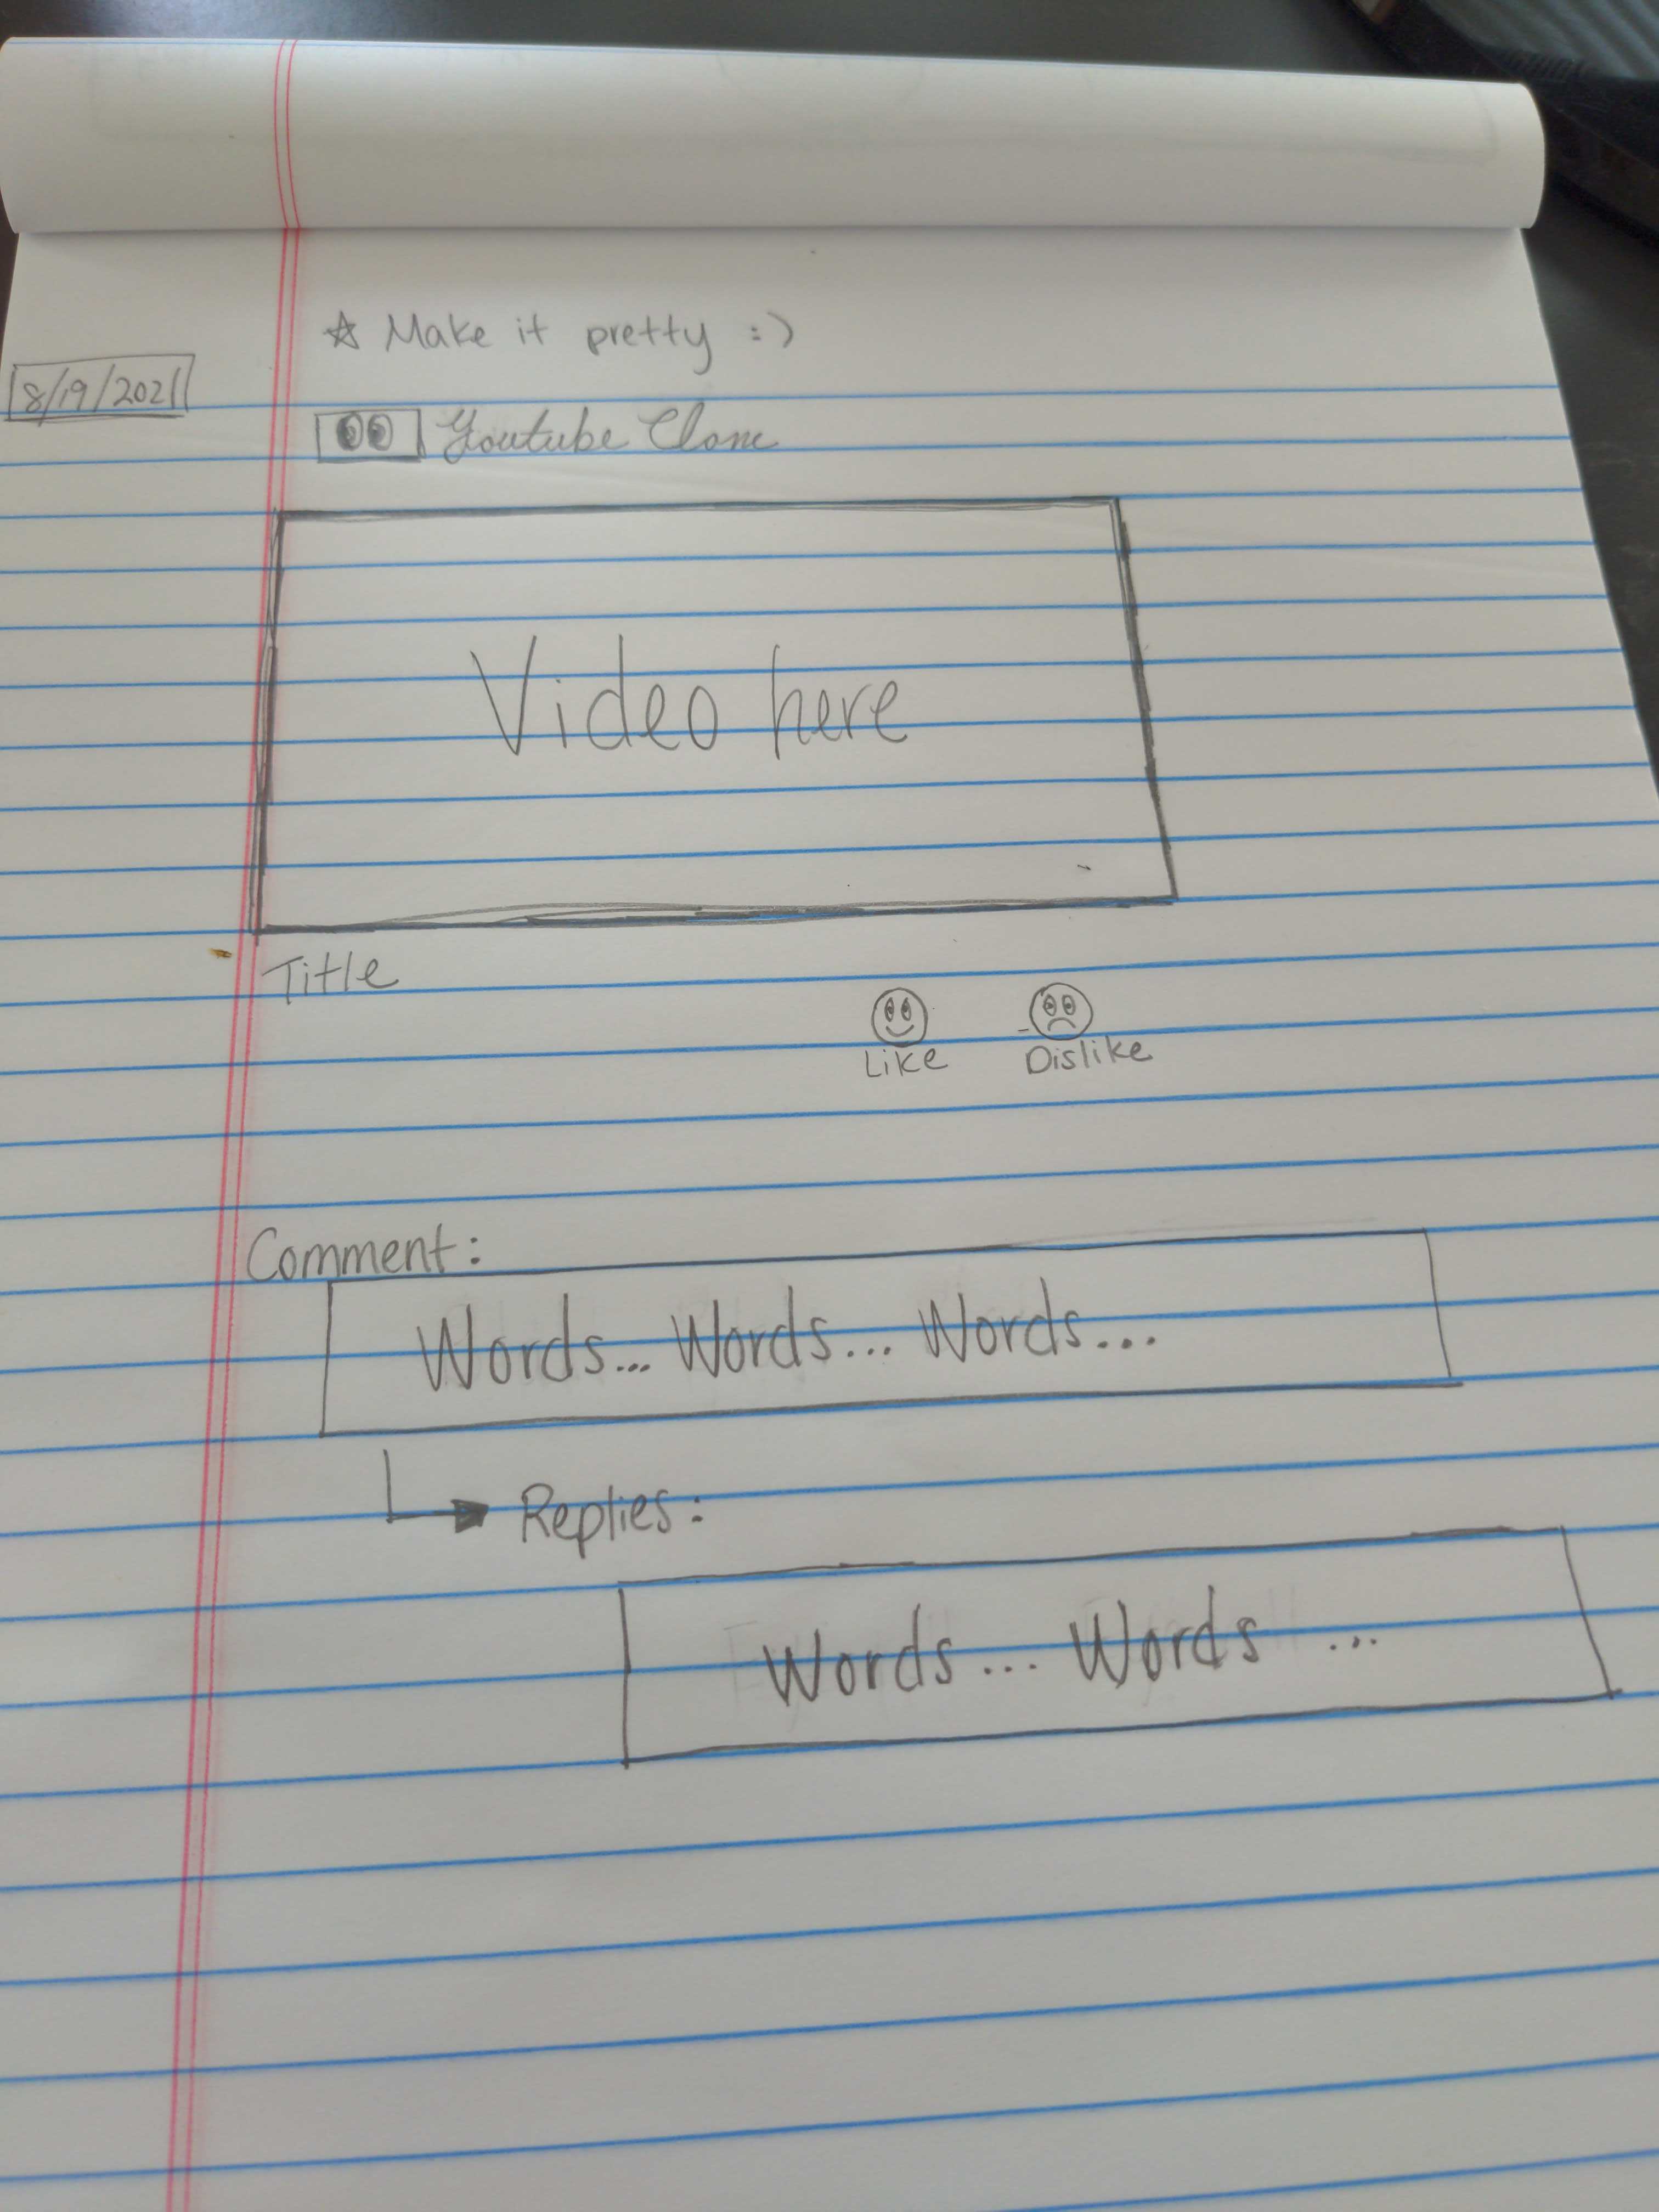 ☆ Make it pretty :)
8/19/2021
Youtube Clone
Video here
Title
Like Dislike
Comment:
Words... Words... Words...
Replies:
Words... Words ...